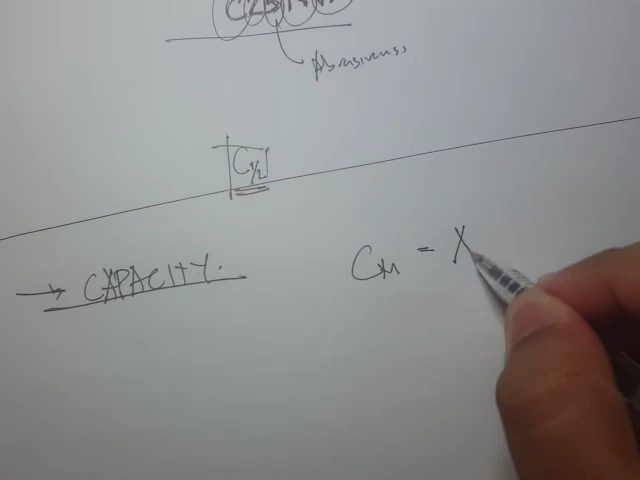 Abrasiveness
C1/2
→ CAPACITY.
CM = X